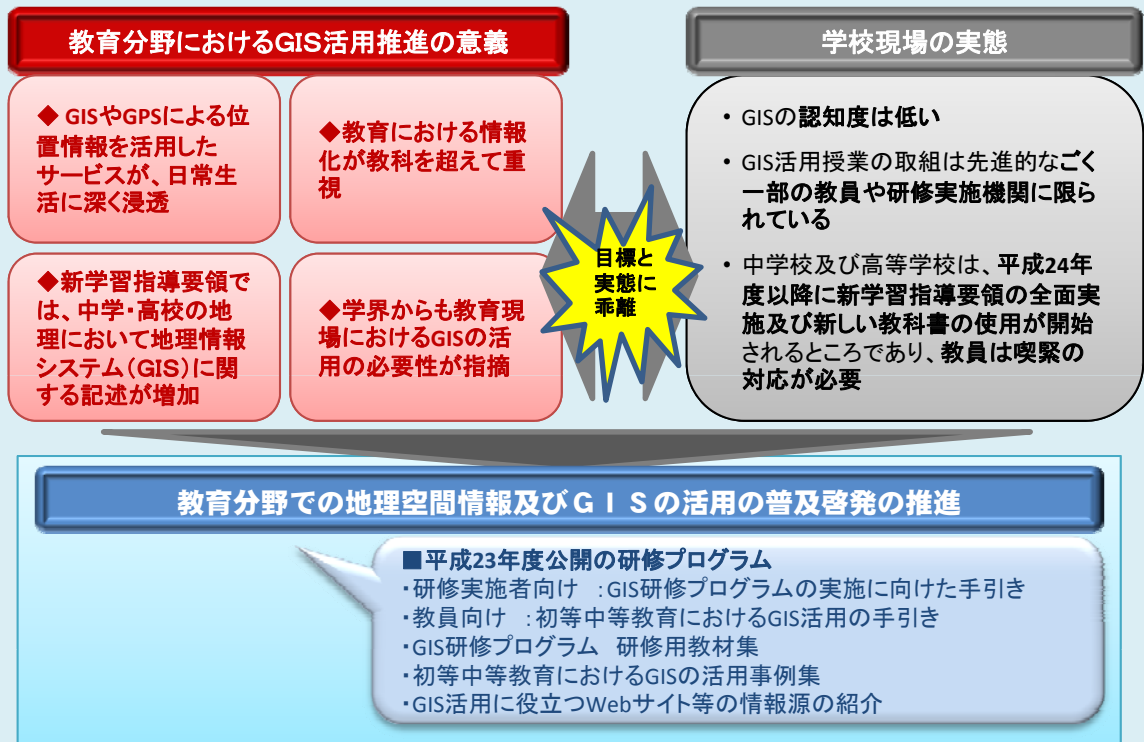 教育分野におけるGIS活用推進の意義
◆ GISやGPSによる位
置情報を活用した
サービスが、日常生
活に深く浸透
◆教育における情報
化が教科を超えて重
視
◆新学習指導要領で
は、中学・高校の地
理において地理情報
システム（GIS）に関
する記述が増加
◆学界からも教育現
場におけるGISの活
用の必要性が指摘
目標と
実態に
乖離
学校現場の実態
• GISの認知度は低い
• GIS活用授業の取組は先進的なごく
一部の教員や研修実施機関に限ら
れている
• 中学校及び高等学校は、平成24年
度以降に新学習指導要領の全面実
施及び新しい教科書の使用が開始
されるところであり、教員は喫緊の
対応が必要
教育分野での地理空間情報及びＧＩＳの活用の普及啓発の推進
■平成23年度公開の研修プログラム
・研修実施者向け ：GIS研修プログラムの実施に向けた手引き
・教員向け ：初等中等教育におけるGIS活用の手引き
・GIS研修プログラム 研修用教材集
・初等中等教育におけるGISの活用事例集
・GIS活用に役立つWebサイト等の情報源の紹介